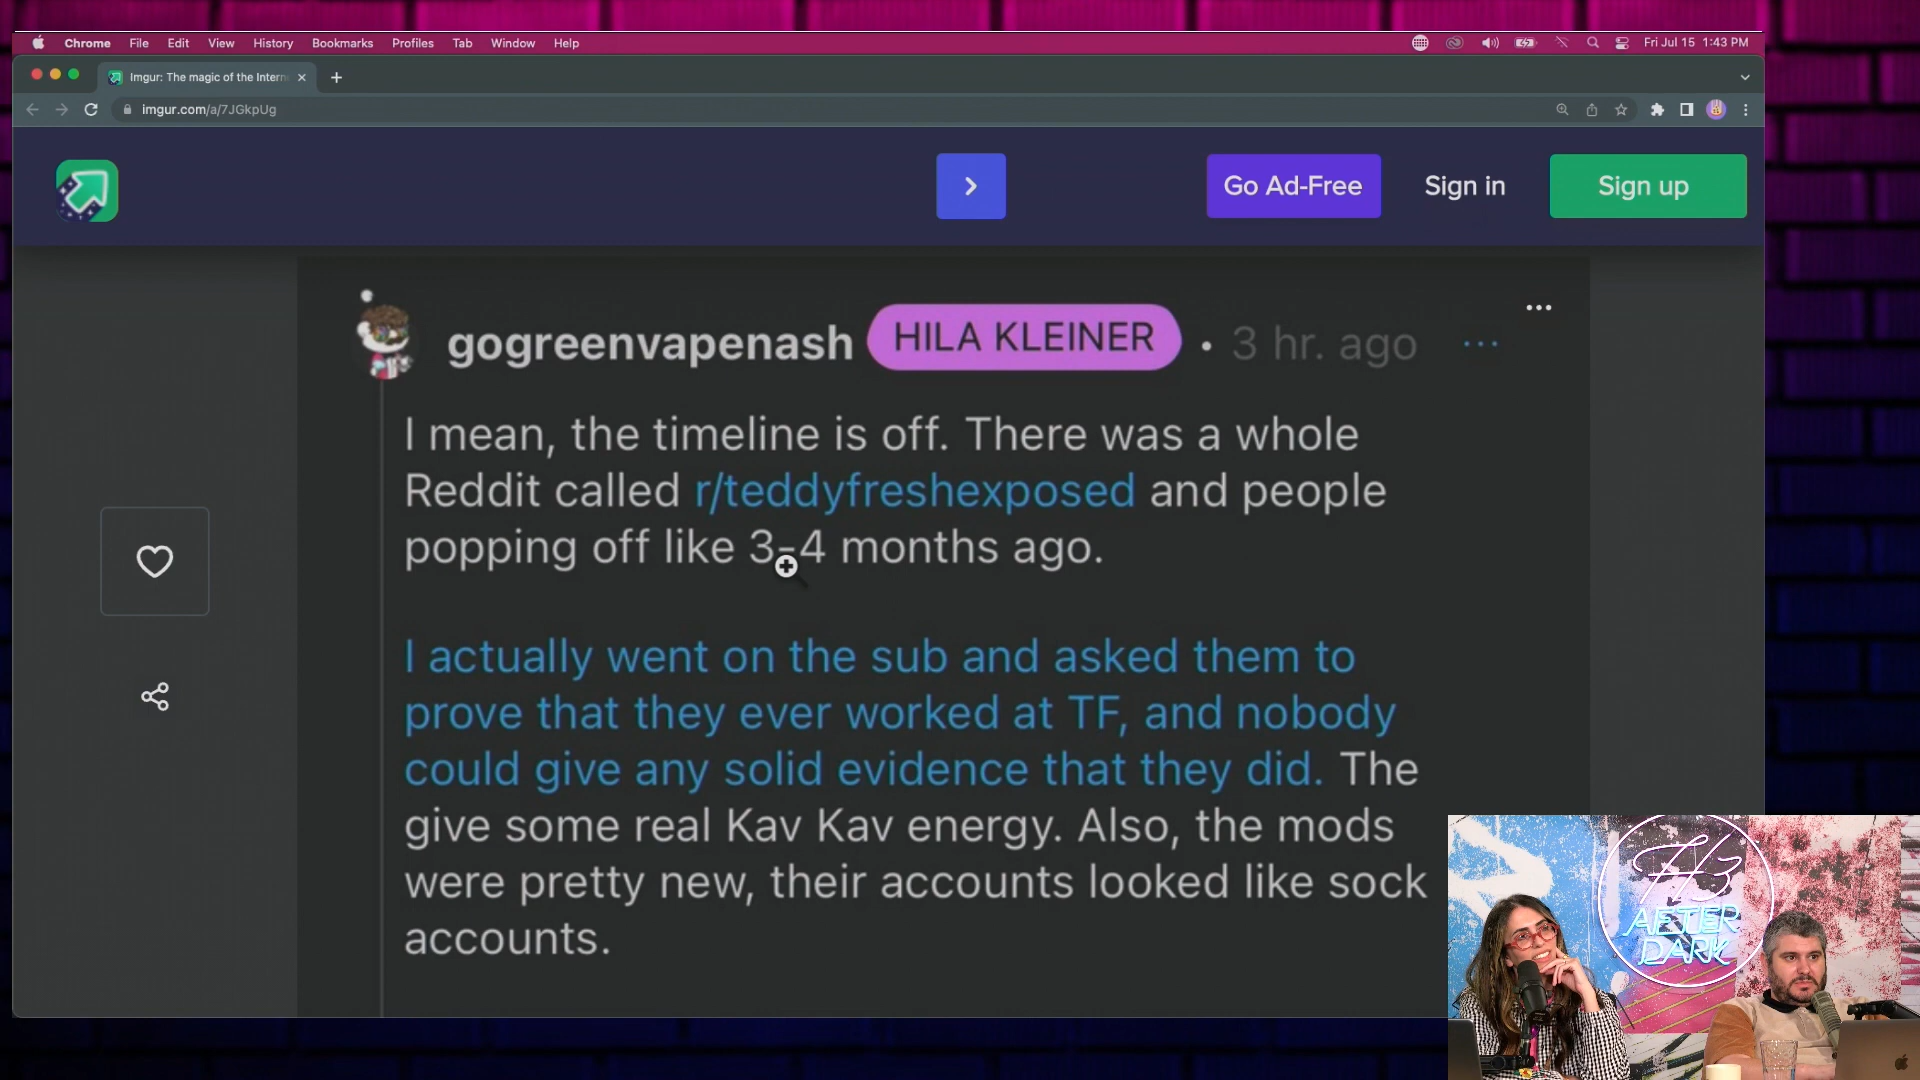 Chrome File Edit View History Bookmarks Profiles Tab Window Help Fri Jul 15 1:43 PM
Imgur: The magic of the Intern
imgur.com/a/7JGkpUg
Go Ad-Free Sign in Sign up
gogreenvapenash HILA KLEINER • 3 hr. ago
I mean, the timeline is off. There was a whole
Reddit called r/teddyfreshexposed and people
popping off like 3-4 months ago.
I actually went on the sub and asked them to
prove that they ever worked at TF, and nobody
could give any solid evidence that they did. The
give some real Kav Kav energy. Also, the mods
were pretty new, their accounts looked like sock
accounts.
H3
AFTER
DARK